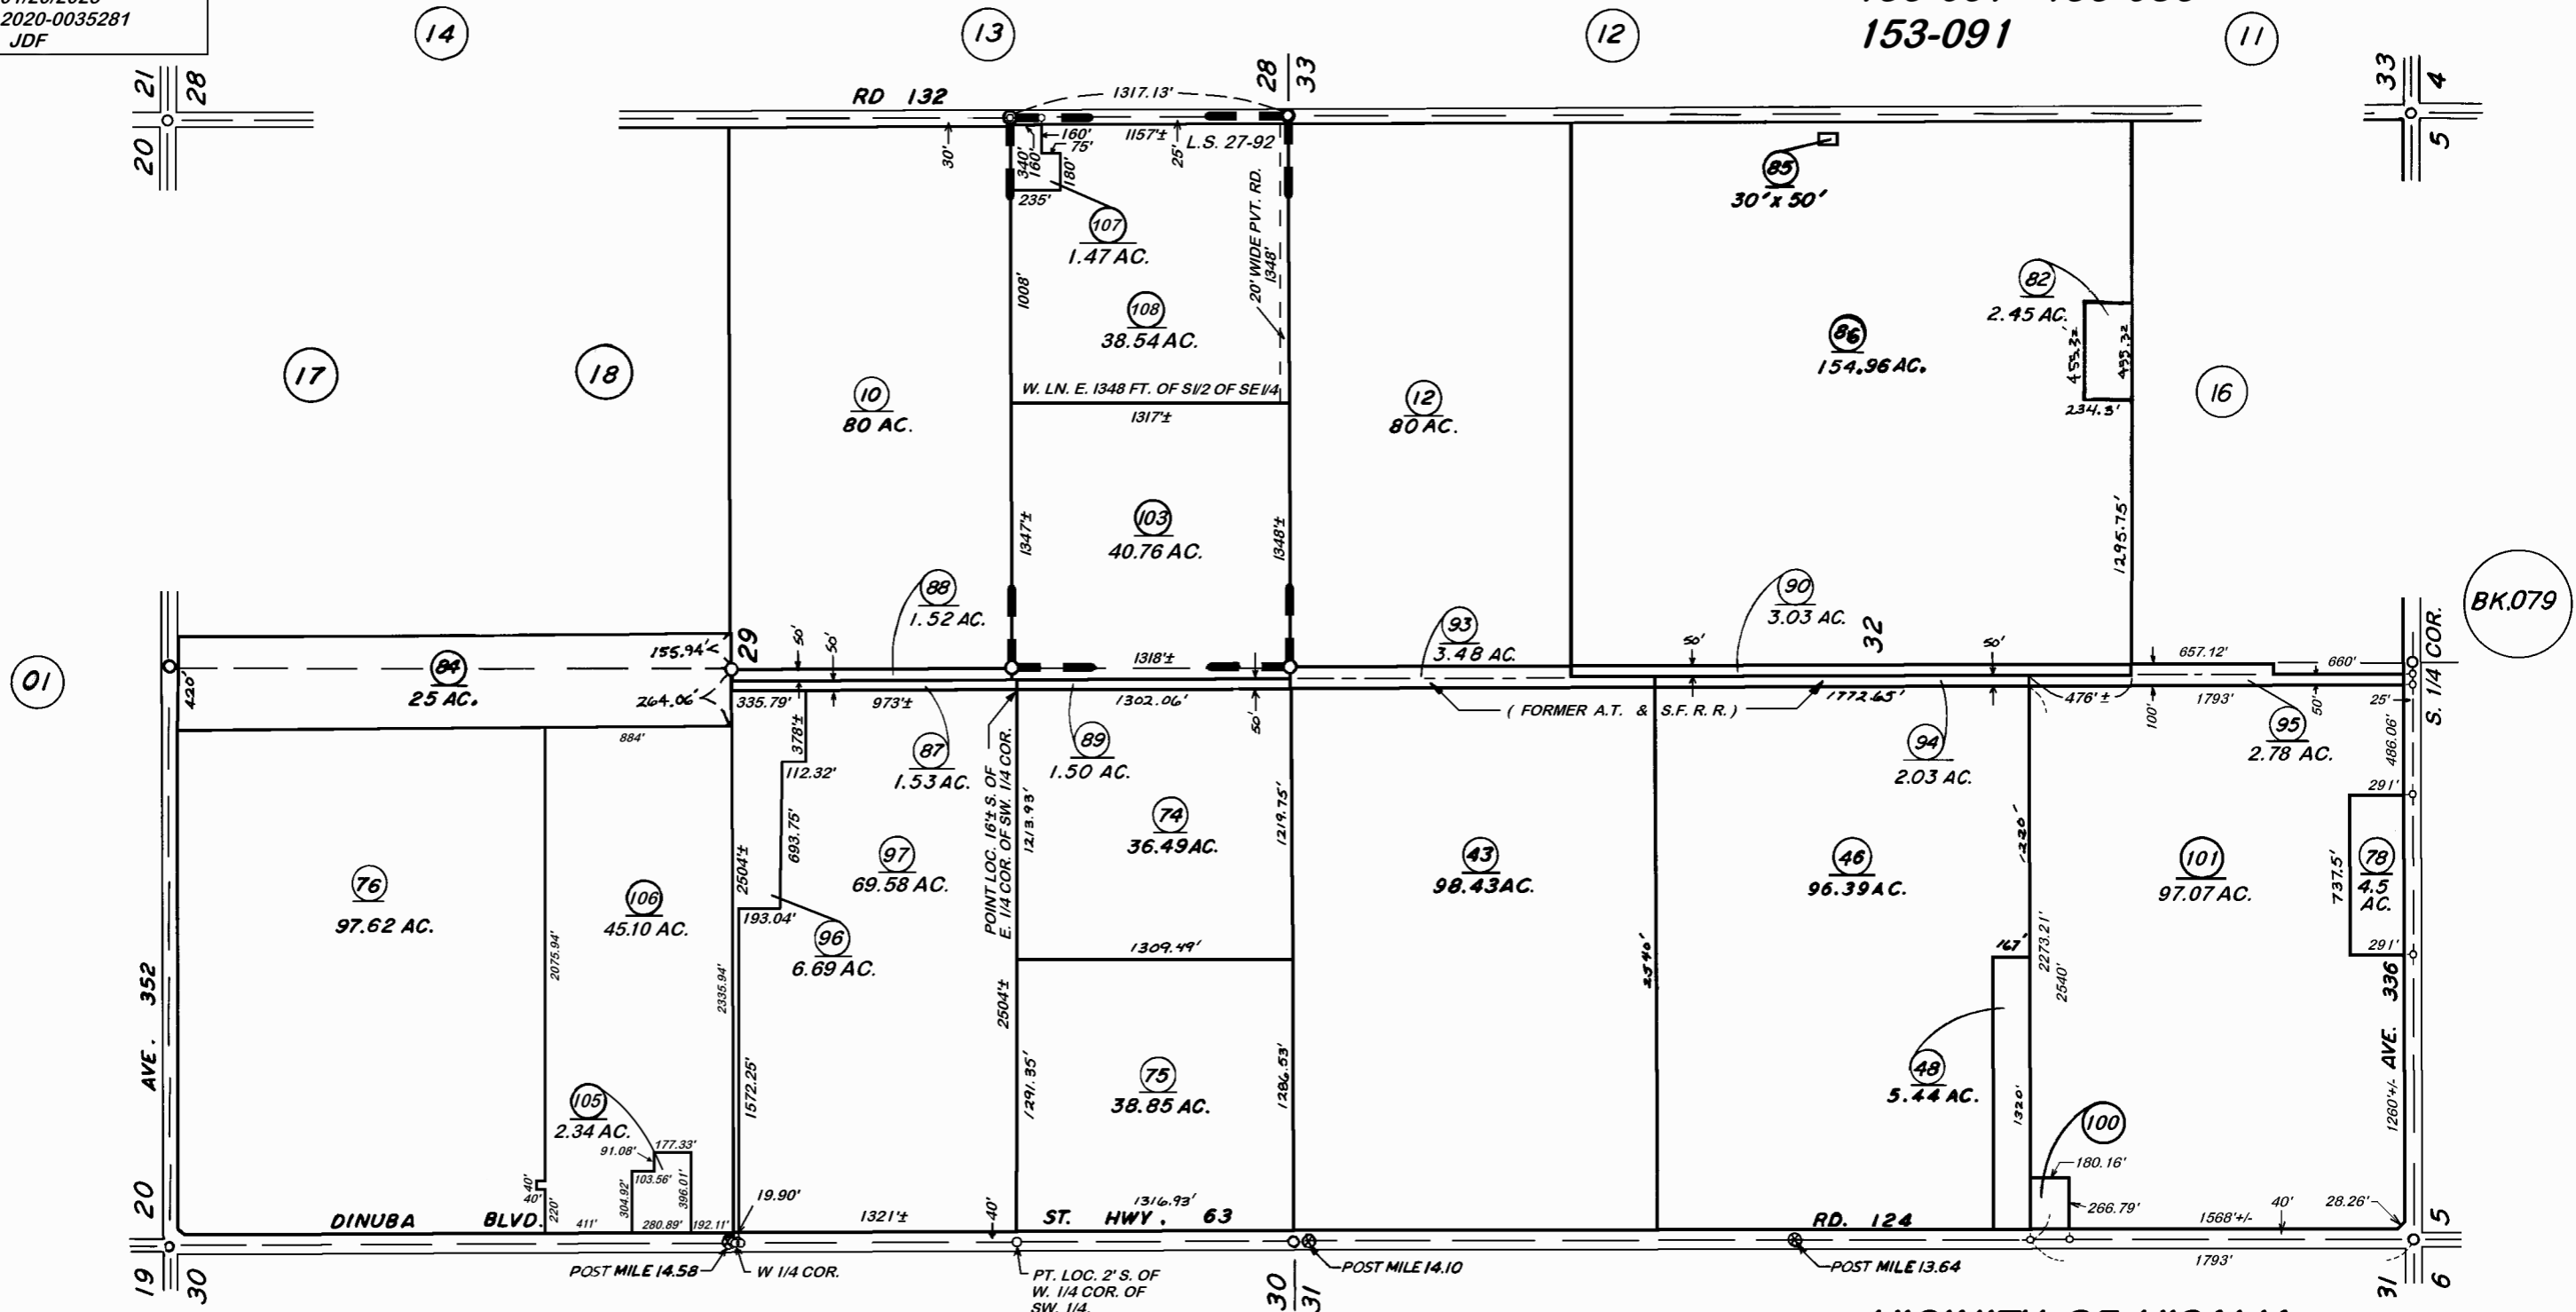 2020-0035281
JDF
14
13
12
153-091
11
21
28
20
RD 132
1317.13'
28
33
33
4
5
30'
340'
160'
160'
75'
180'
235'
1157'±
25'
L.S. 27-92
20' WIDE PVT. RD.
1348'
107
1.47 AC.
1008'
108
38.54 AC.
85
30' x 50'
82
2.45 AC.
455.32'
455.32'
234.3'
86
154.96 AC.
17
18
10
80 AC.
W. LN. E. 1348 FT. OF S1/2 OF SE1/4
1317'±
12
80 AC.
16
1347'±
103
40.76 AC.
1348'±
1295.75'
BK.079
S. 1/4 COR.
88
1.52 AC.
29
50'
50'
93
3.48 AC.
90
3.03 AC.
32
50'
50'
657.12'
660'
01
420'
84
25 AC.
155.94'
264.06'
1318'±
335.79'
973'±
1302.06'
50'
( FORMER A.T. & S.F. R. R. )
1772.65'
476' ±
100'
1793'
50'
25'
884'
378'±
112.32'
87
1.53 AC.
89
1.50 AC.
94
2.03 AC.
95
2.78 AC.
486.06'
291'
POINT LOC. 16'± S. OF
E. 1/4 COR. OF SW. 1/4 COR.
693.75'
2504'±
193.04'
97
69.58 AC.
1213.93'
74
36.49 AC.
1219.75'
43
98.43 AC.
46
96.39 AC.
1220'
101
97.07 AC.
737.5'
78
4.5
AC.
291'
76
97.62 AC.
106
45.10 AC.
96
6.69 AC.
1309.49'
2075.94'
2335.94'
2504'±
2540'
167'
2273.21'
2540'
AVE. 352
AVE. 336
1572.25'
1291.35'
75
38.85 AC.
1286.53'
48
5.44 AC.
1320'
100
180.16'
266.79'
1260'+/-
105
2.34 AC.
91.08'
177.33'
103.56'
304.92'
396.01'
40'
40'
220'
19.90'
20
DINUBA BLVD.
411'
280.89'
192.11'
1321'±
40'
1316.93'
ST. HWY. 63
RD. 124
1568'+/-
40'
28.26'
5
19
30
POST MILE 14.58
W 1/4 COR.
PT. LOC. 2' S. OF
W. 1/4 COR. OF
SW. 1/4.
30
31
POST MILE 14.10
POST MILE 13.64
1793'
31
6